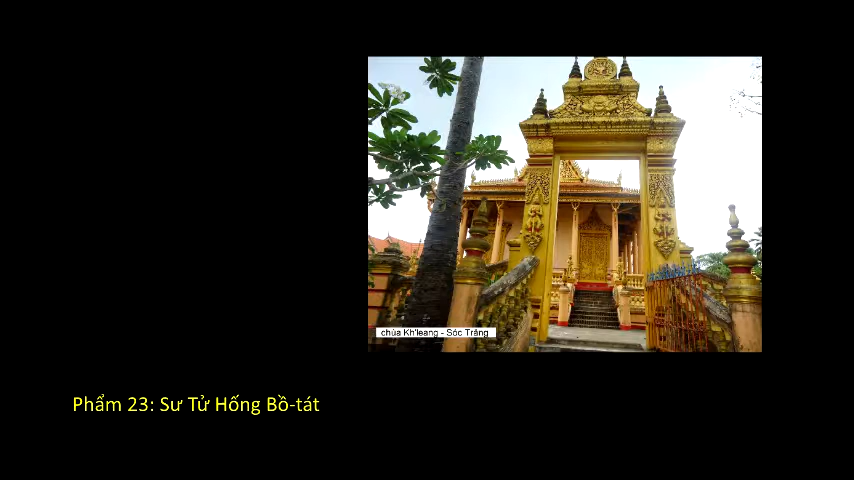 chùa Kh'leang - Sóc Trăng
Phẩm 23: Sư Tử Hống Bồ-tát